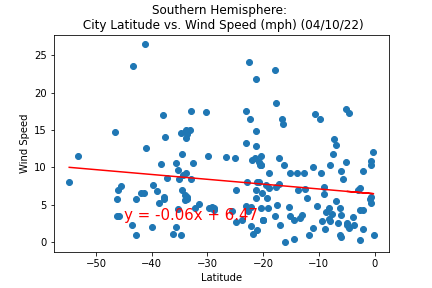 Southern Hemisphere:
City Latitude vs. Wind Speed (mph) (04/10/22)
25
20
15
10
5
0
Wind Speed
y = -0.06x + 6.47
−50
−40
−30
−20
−10
0
Latitude